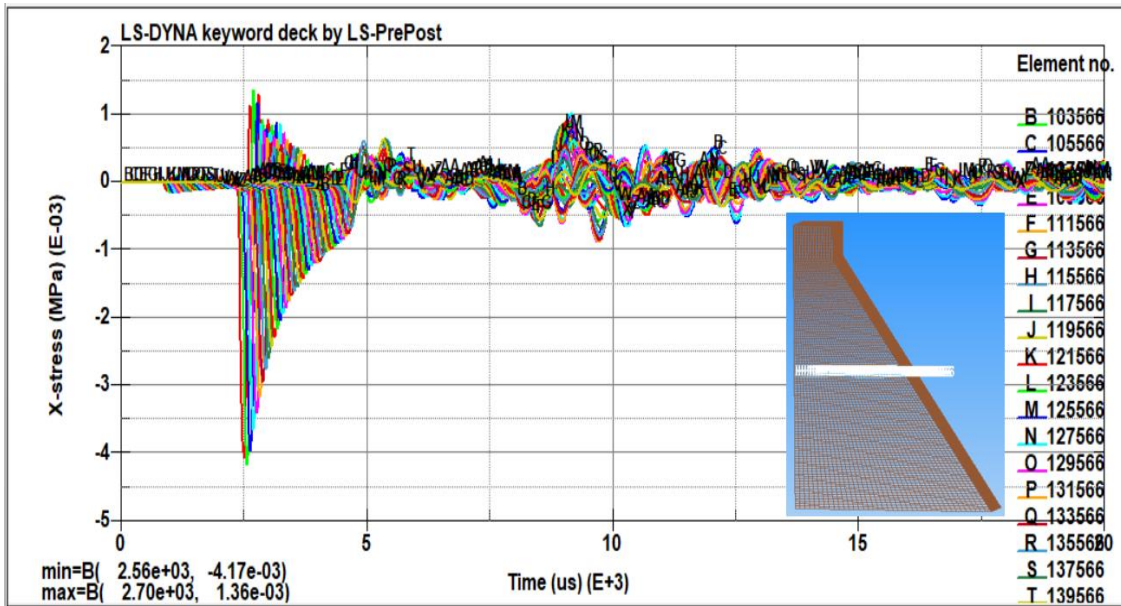 LS-DYNA keyword deck by LS-PrePost
Element no.
B 103566
C 105566
E
F 111566
G 113566
H 115566
I 117566
J 119566
K 121566
L 123566
M 125566
N 127566
O 129566
P 131566
Q 133566
R 135566
S 137566
T 139566
X-stress (MPa) (E-03)
2
1
0
-1
-2
-3
-4
-5
0
5
10
15
20
Time (us) (E+3)
min=B( 2.56e+03, -4.17e-03)
max=B( 2.70e+03, 1.36e-03)